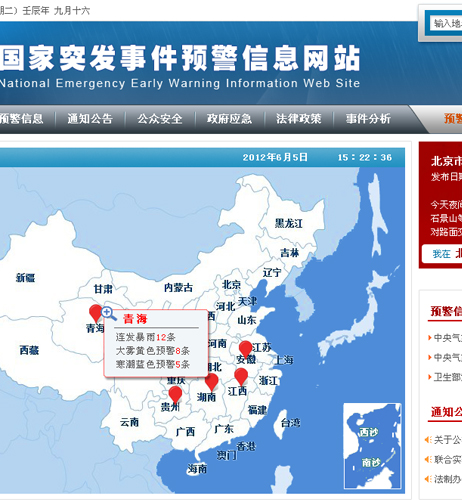 期二）壬辰年 九月十六
输入地
国家突发事件预警信息网站
National Emergency Early Warning Information Web Site
预警信息 通知公告 公众安全 政府应急 法律政策 事件分析 预警
2012年6月5日 15：22：36
北京市
发布日期
今天夜间
石景山等
对路面交
我在 北
黑龙江
吉林
辽宁
新疆
甘肃
内蒙古
北京
天津
河北
山东
青海
青海
连发暴雨12条
大雾黄色预警8条
寒潮蓝色预警5条
河南
江苏
安徽
上海
西藏
重庆
湖北
浙江
贵州
湖南
江西
福建
云南
广西
广东
台湾
香港
澳门
海南
西沙
南沙
预警信
中央气
中央气
卫生部
通知公
关于公
联合实
法制办